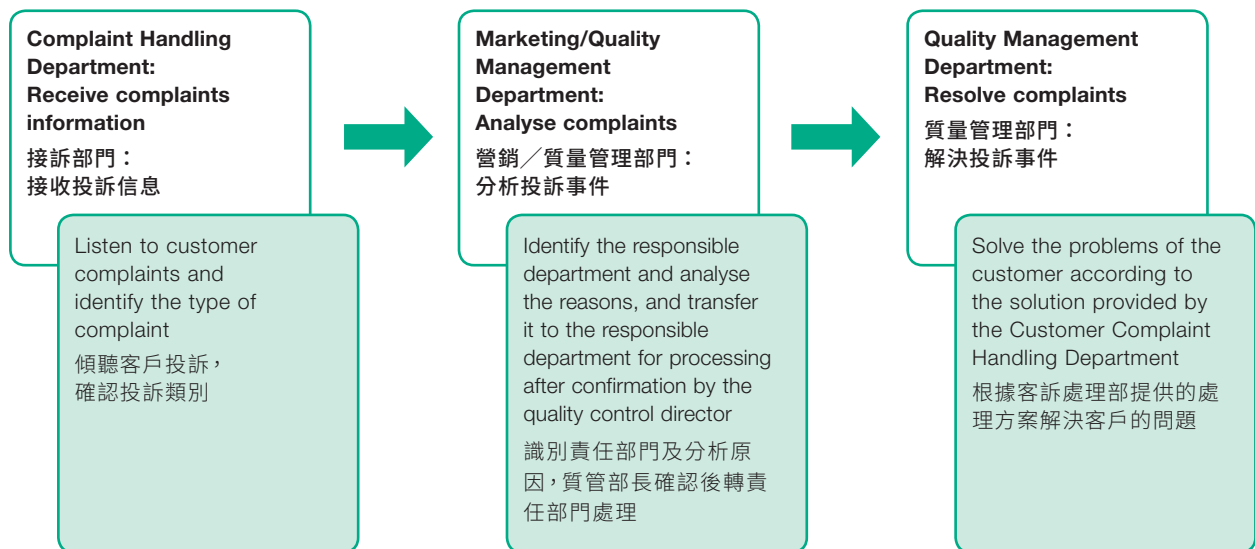 Complaint Handling
Department:
Receive complaints
information
接訴部門：
接收投訴信息
Listen to customer
complaints and
identify the type of
complaint
傾聽客戶投訴，
確認投訴類別
Marketing/Quality
Management
Department:
Analyse complaints
營銷／質量管理部門：
分析投訴事件
Identify the responsible
department and analyse
the reasons, and transfer
it to the responsible
department for processing
after confirmation by the
quality control director
識別責任部門及分析原
因，質管部長確認後轉責
任部門處理
Quality Management
Department:
Resolve complaints
質量管理部門：
解決投訴事件
Solve the problems of the
customer according to
the solution provided by
the Customer Complaint
Handling Department
根據客訴處理部提供的處
理方案解決客戶的問題